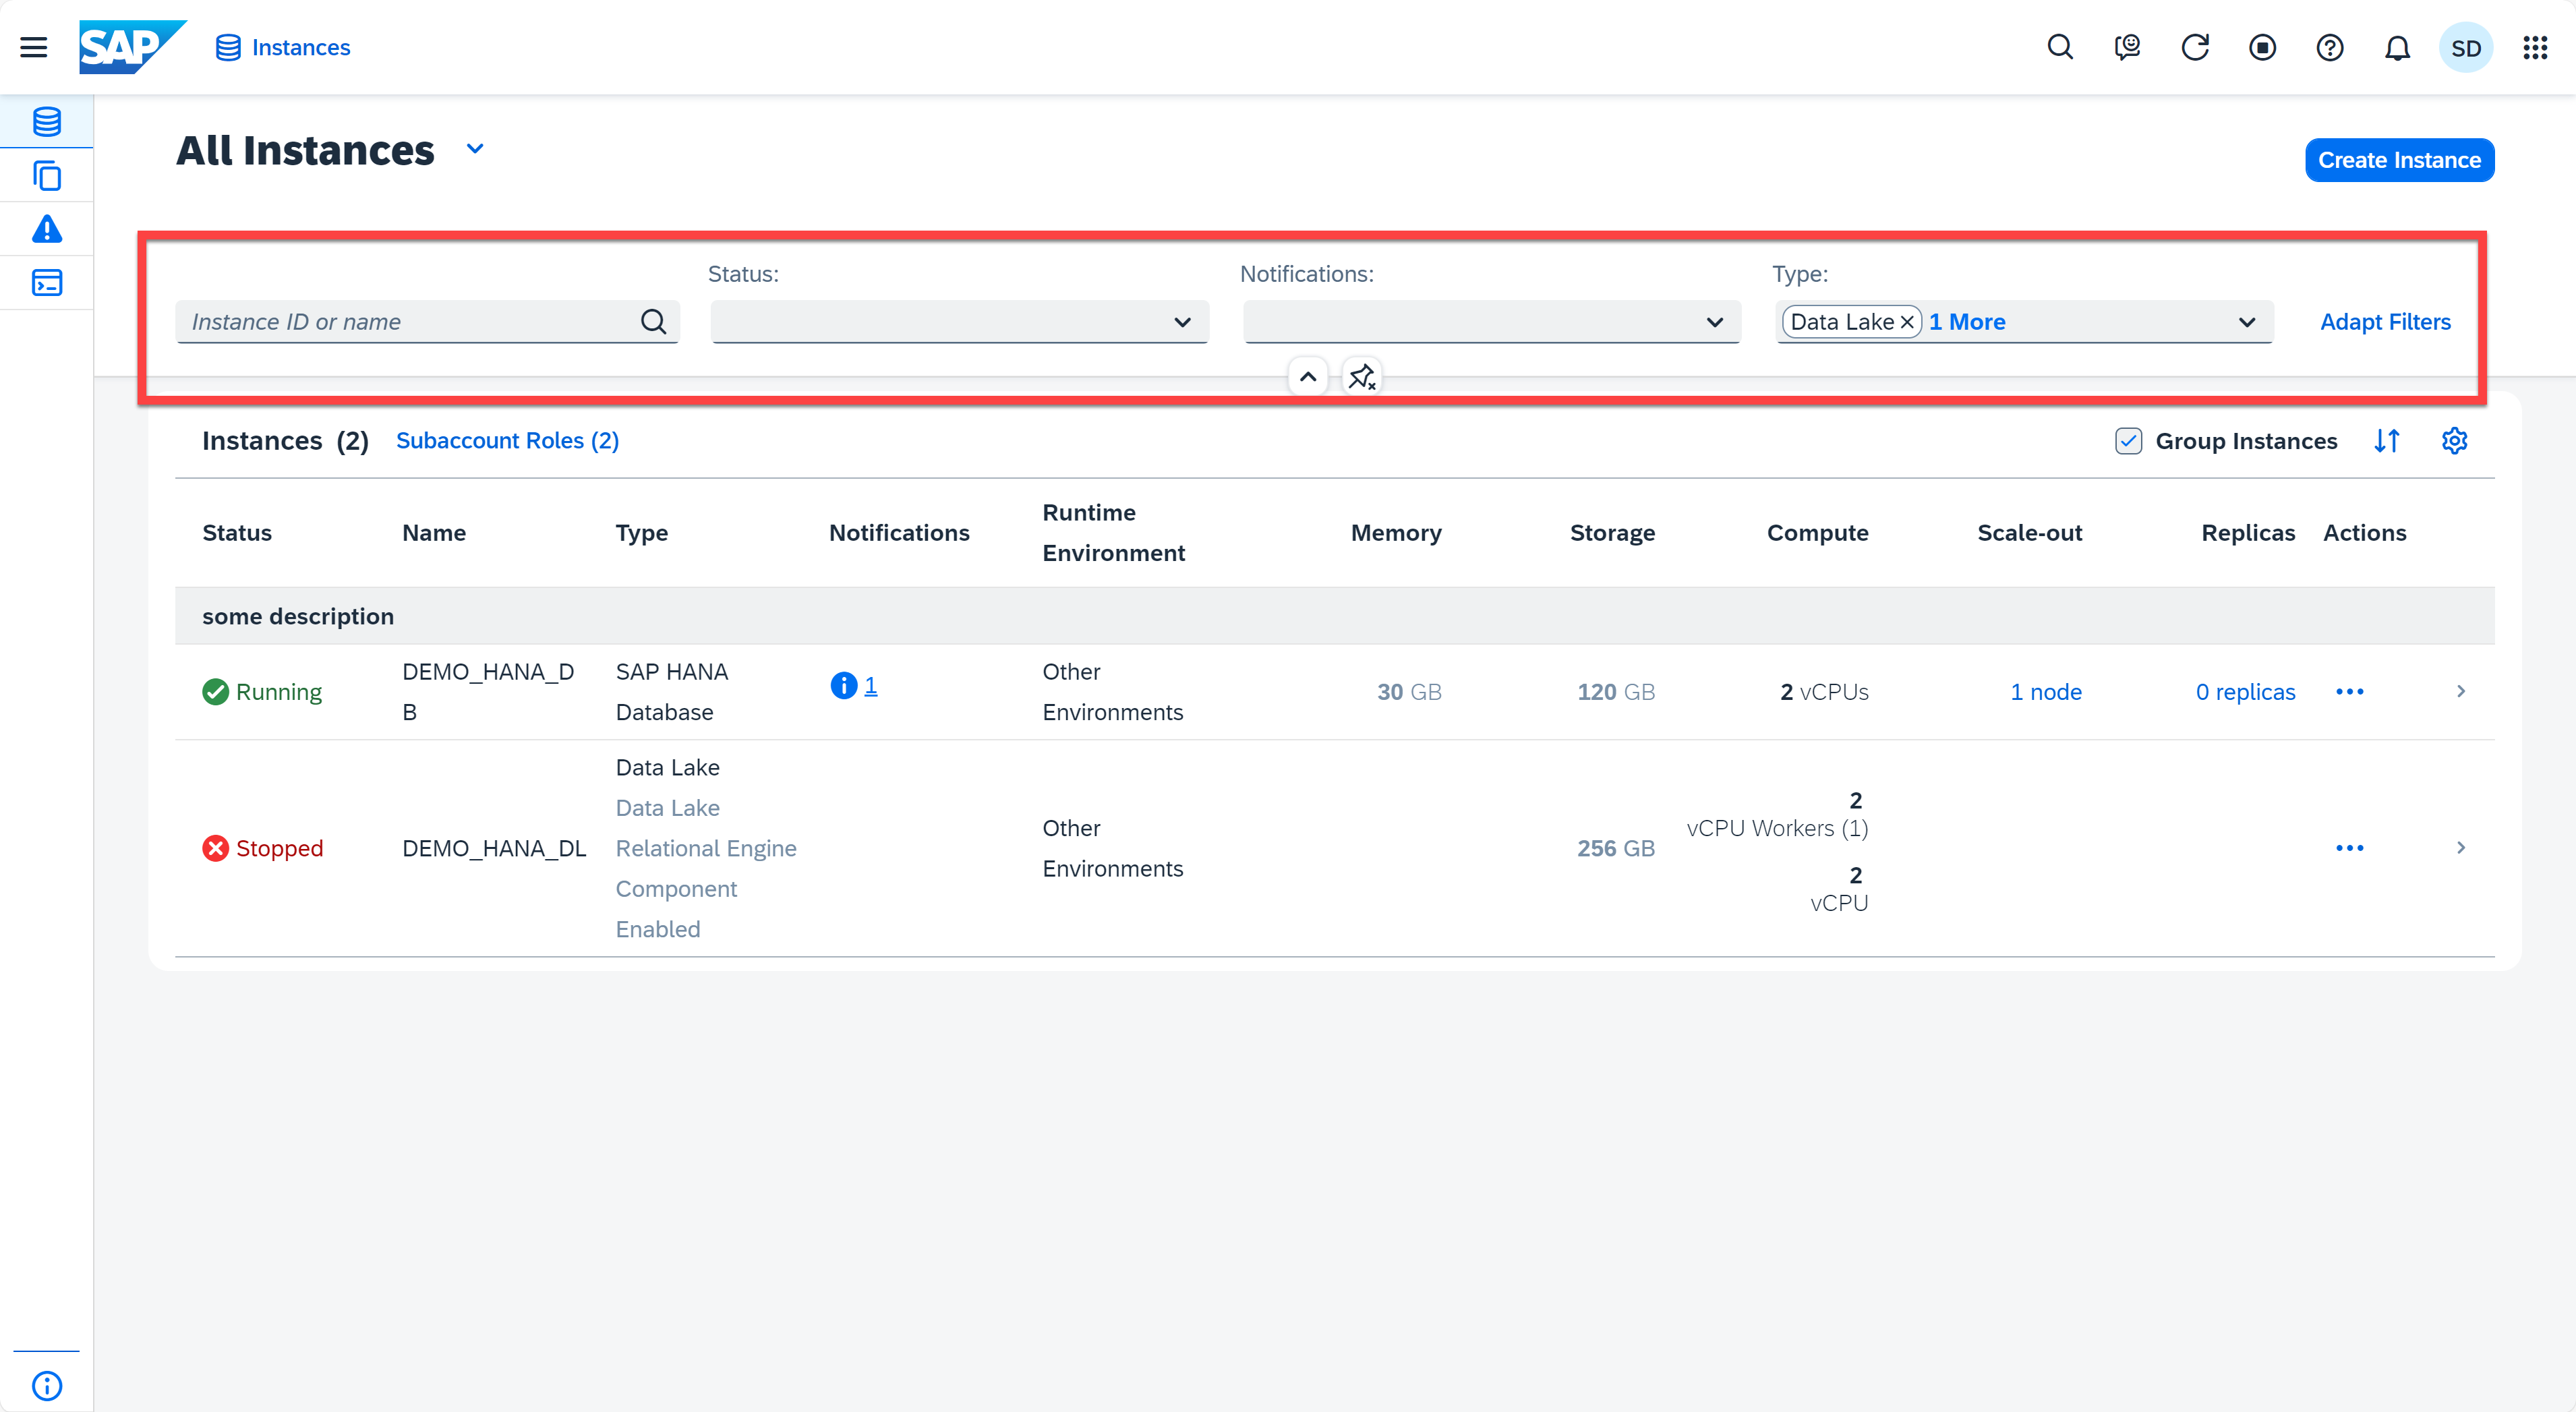 SAP Instances SD
All Instances
Create Instance
Status: Notifications: Type:
Instance ID or name Data Lake 1 More Adapt Filters
Instances (2) Subaccount Roles (2) Group Instances
Status Name Type Notifications Runtime Environment Memory Storage Compute Scale-out Replicas Actions
some description
Running DEMO_HANA_D
B SAP HANA
Database 1 Other
Environments 30 GB 120 GB 2 vCPUs 1 node 0 replicas
Stopped DEMO_HANA_DL Data Lake
Data Lake
Relational Engine
Component
Enabled
Other
Environments
256 GB
2
vCPU Workers (1)
2
vCPU